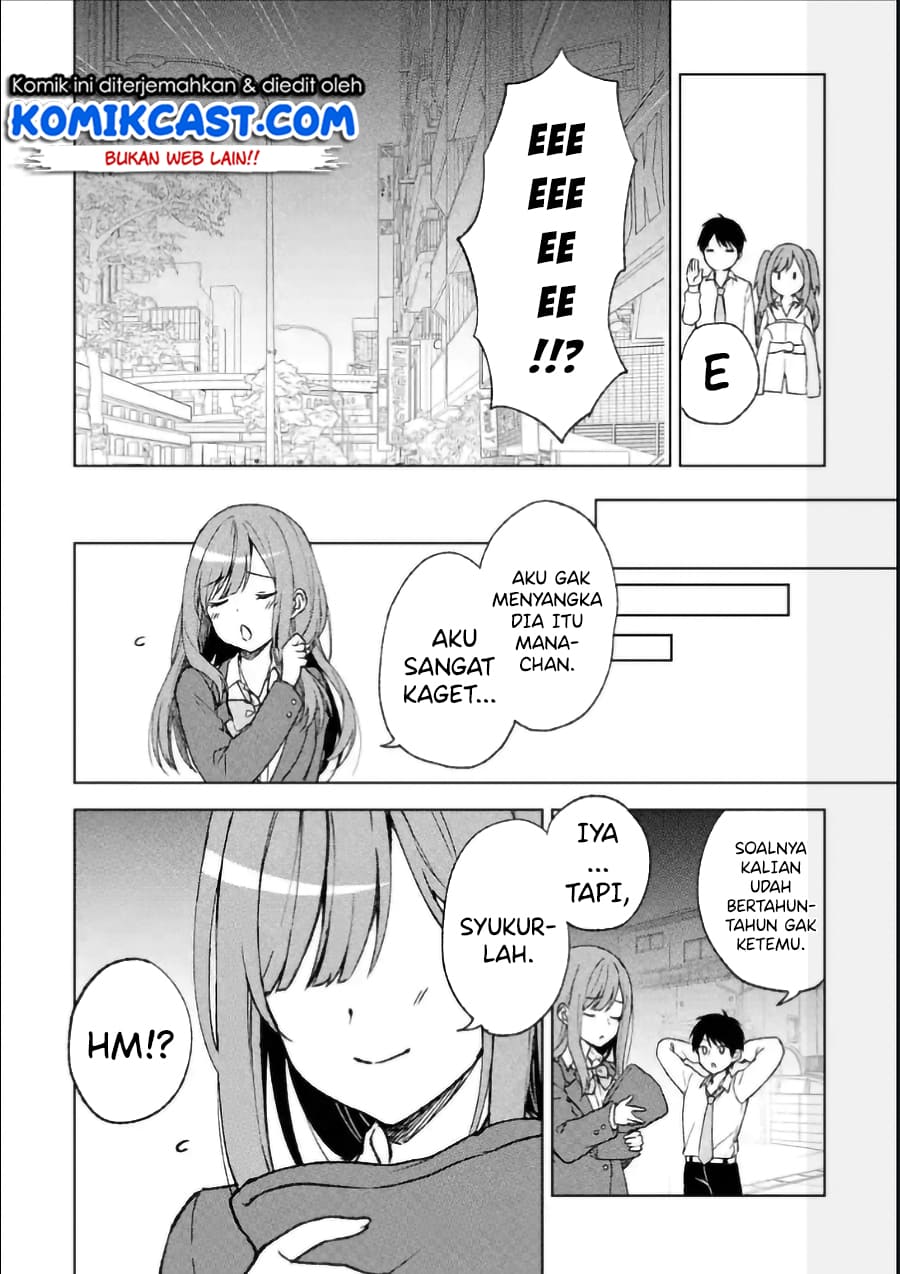 Komik ini diterjemahkan & diedit oleh
KOMIKCAST.COM
BUKAN WEB LAIN!!
E
EEE
EEE
EE
EE
!!?
AKU GAK
MENYANGKA
DIA ITU
MANA-
CHAN.
AKU
SANGAT
KAGET...
SOALNYA
KALIAN
UDAH
BERTAHUN-
TAHUN GAK
KETEMU.
IYA
...
TAPI,
SYUKUR-
LAH.
HM!?